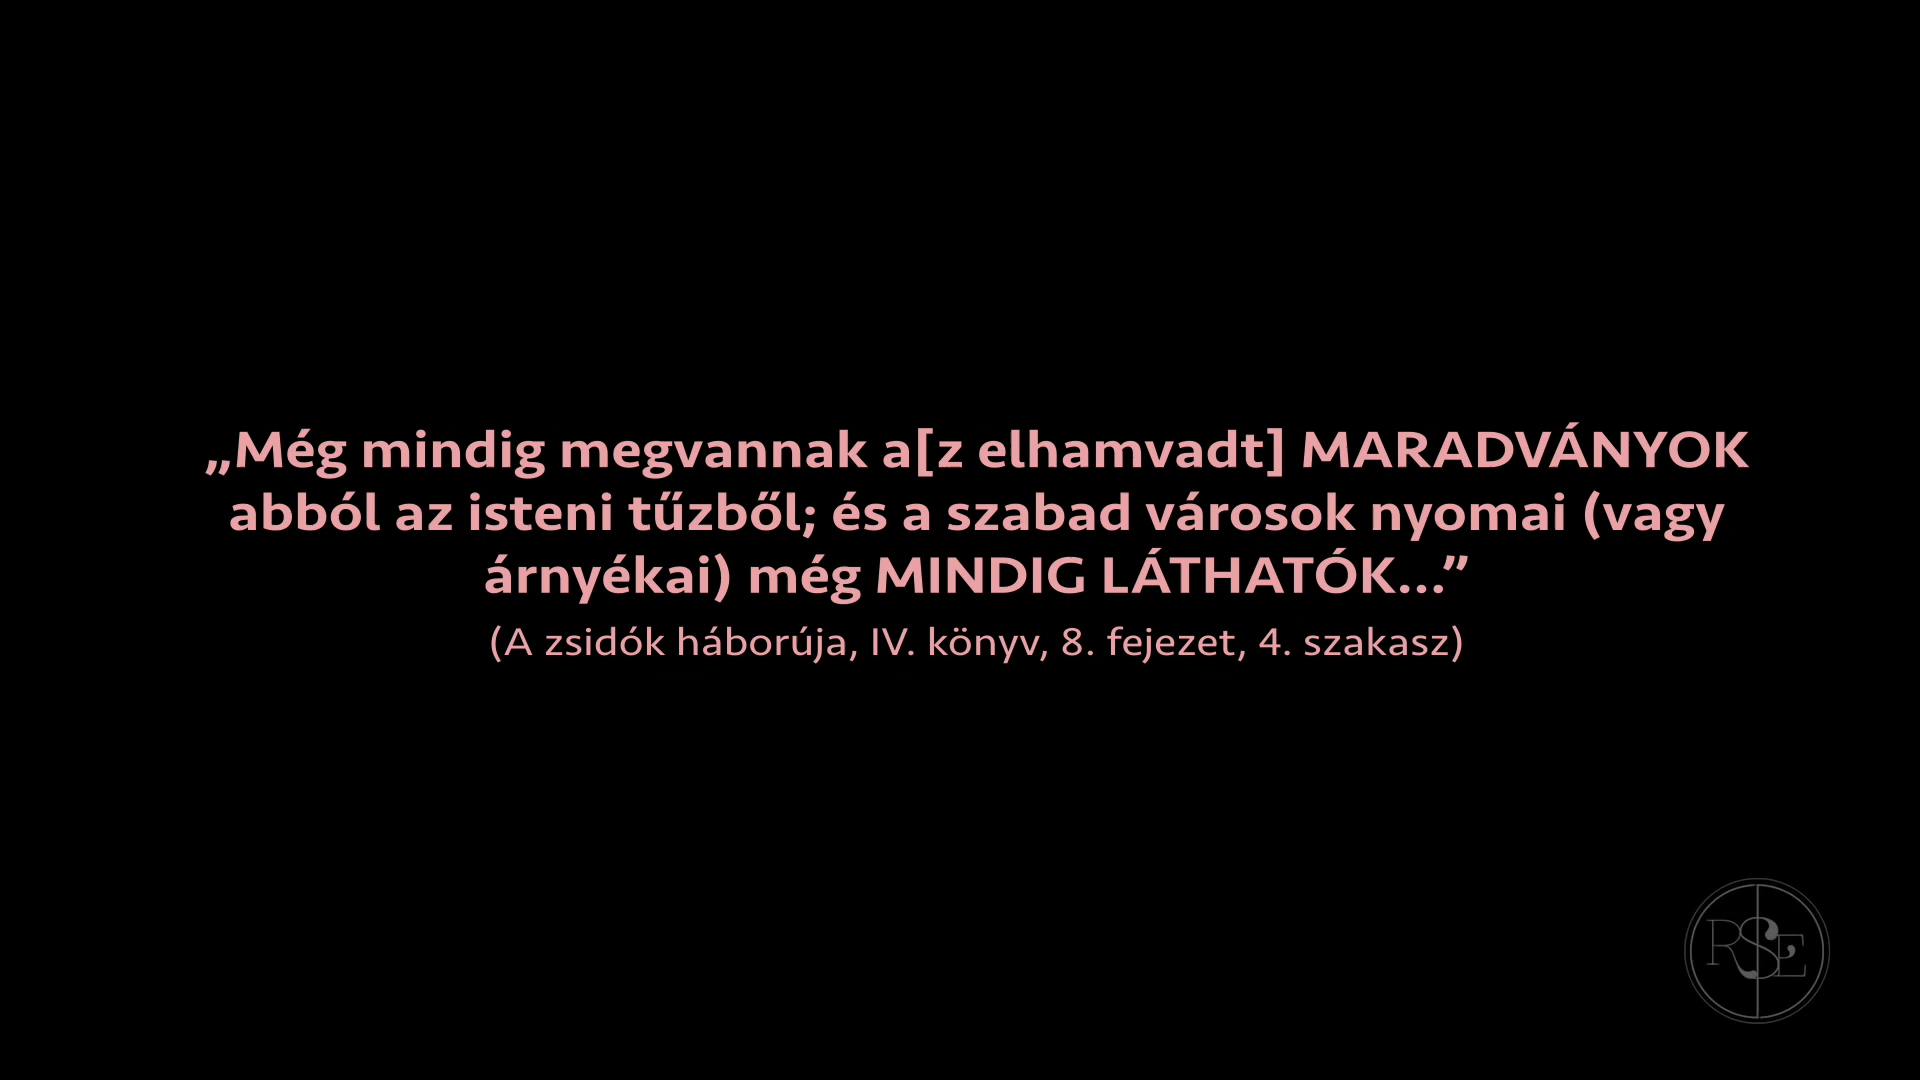 „Még mindig megvannak a[z elhamvadt] MARADVÁNYOK
abból az isteni tűzből; és a szabad városok nyomai (vagy
árnyékai) még MINDIG LÁTHATÓK...”
(A zsidók háborúja, IV. könyv, 8. fejezet, 4. szakasz)
RSE